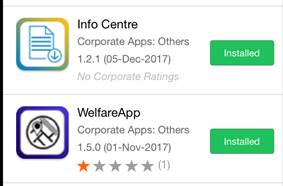 Info Centre
Corporate Apps: Others
Installed
1.2.1 (05-Dec-2017)
No Corporate Ratings
WelfareApp
Corporate Apps: Others
Installed
1.5.0 (01-Nov-2017)
(1)